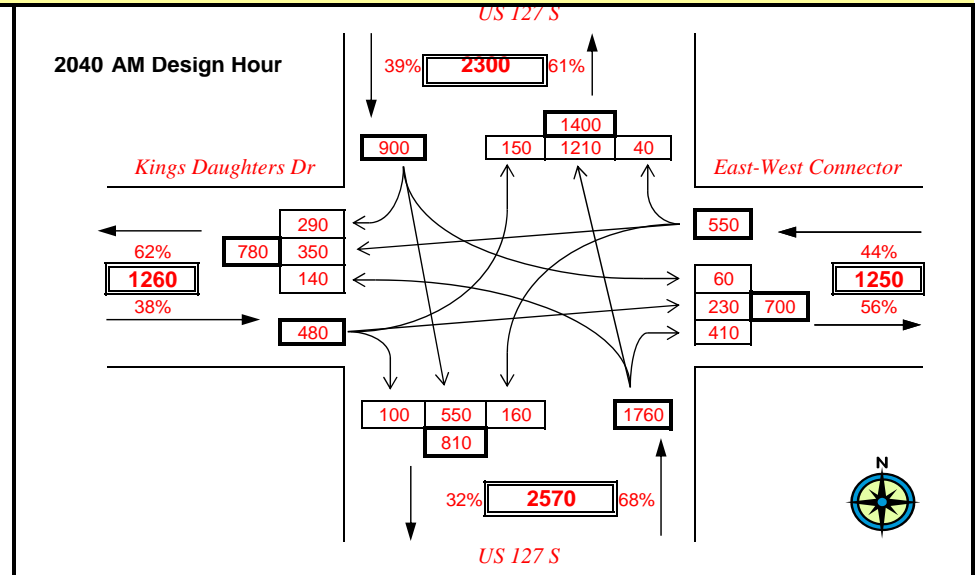 US 127 S
2040 AM Design Hour
39% 2300 61%
1400
900 150 1210 40
Kings Daughters Dr East-West Connector
290 550
62% 780 350 44%
1260 140 60 1250
38% 230 700 56%
480 410
100 550 160 1760
810
N
32% 2570 68%
US 127 S